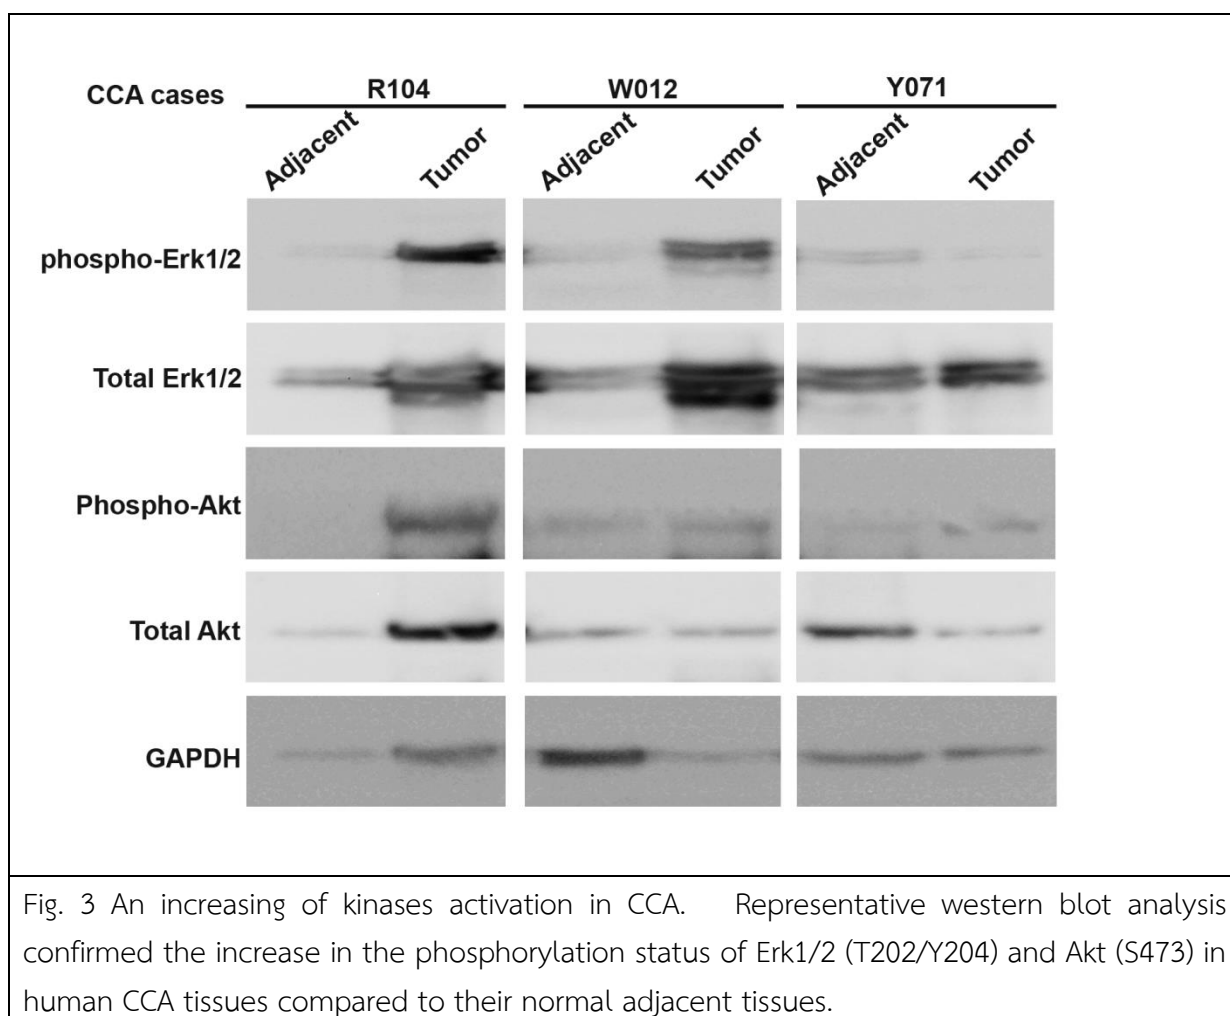 CCA cases R104 W012 Y071
Adjacent Tumor Adjacent Tumor Adjacent Tumor
phospho-Erk1/2
Total Erk1/2
Phospho-Akt
Total Akt
GAPDH
Fig. 3 An increasing of kinases activation in CCA. Representative western blot analysis
confirmed the increase in the phosphorylation status of Erk1/2 (T202/Y204) and Akt (S473) in
human CCA tissues compared to their normal adjacent tissues.